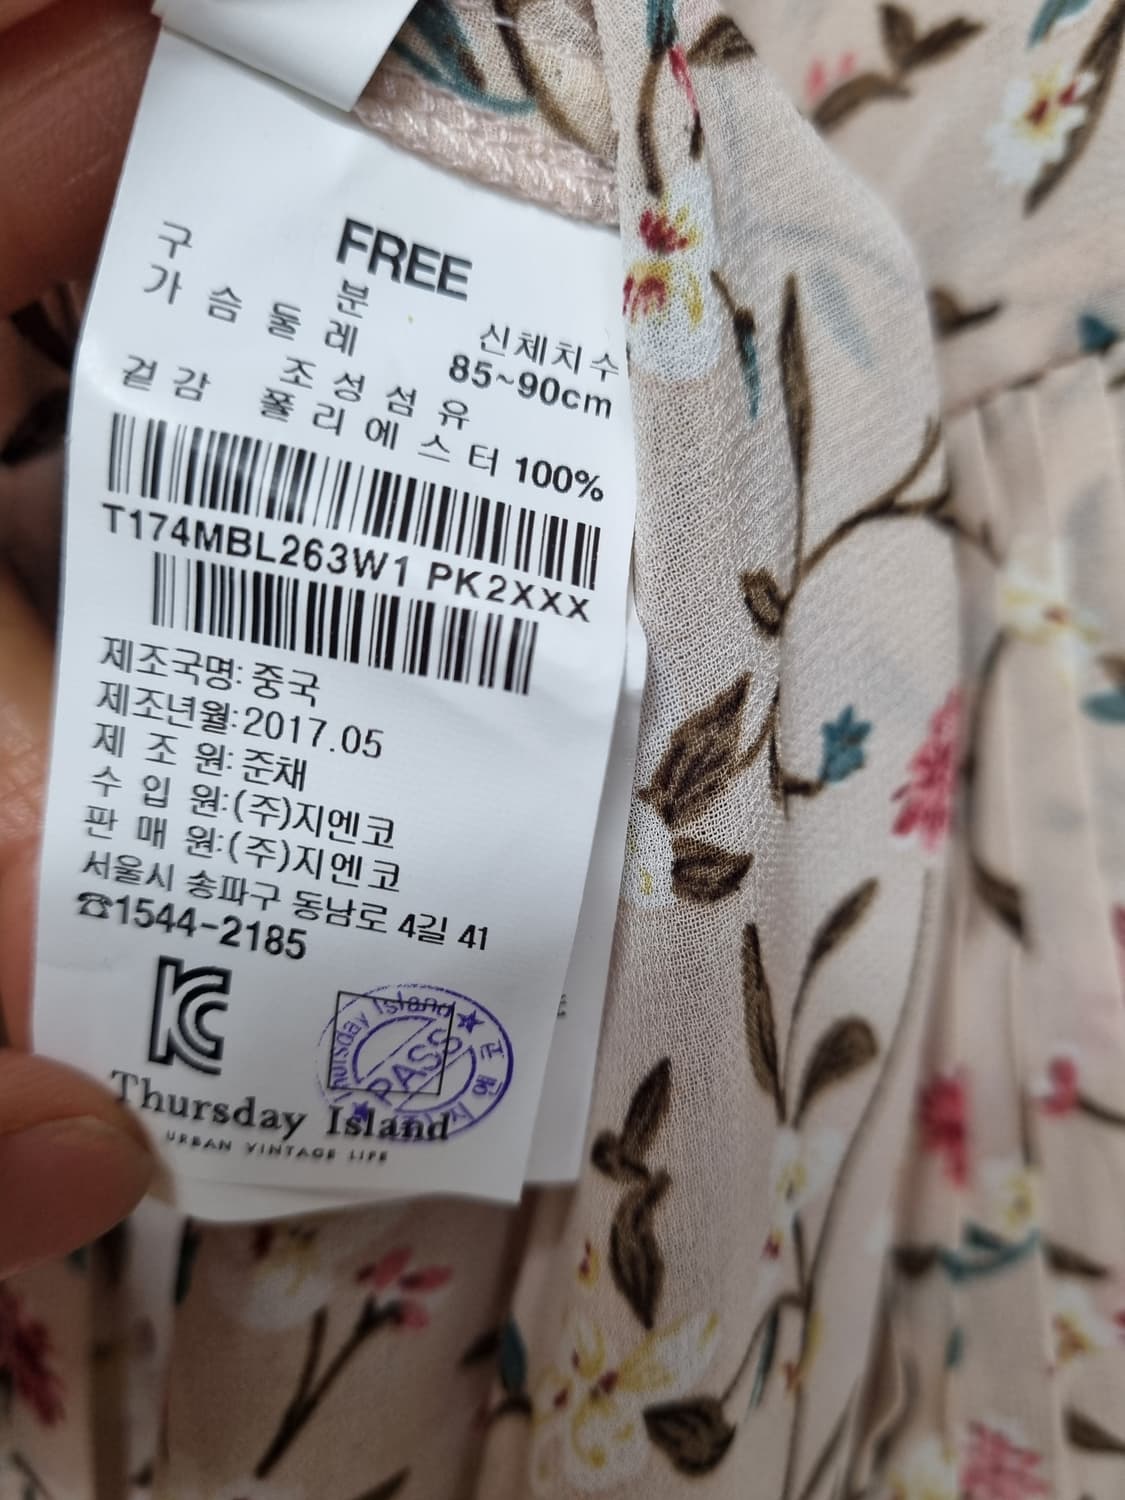 FREE
구 분 신체치수
가슴둘레 85~90cm
조성섬유
겉감 폴리에스터 100%
T174MBL263W1 PK2XXX
제조국명: 중국
제조년월: 2017.05
제 조 원: 준채
수 입 원: (주)지엔코
판 매 원: (주)지엔코
서울시 송파구 동남로 4길 41
☎1544-2185
Thursday Island
PASS
Thursday Island
URBAN VINTAGE LIFE